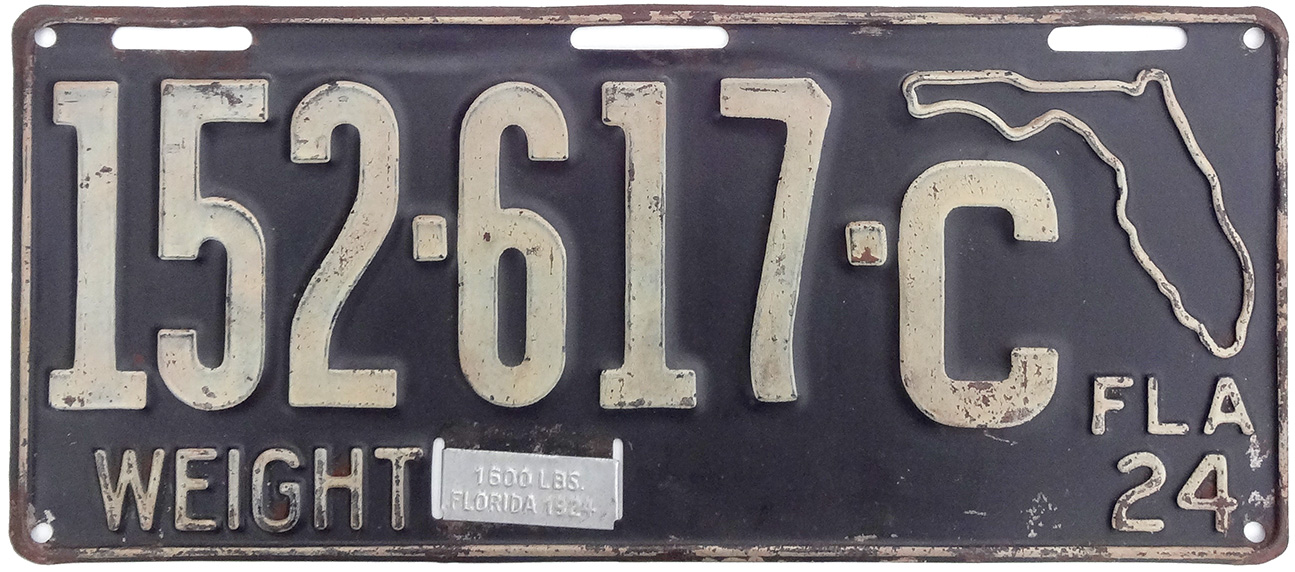 152·617·C
FLA
24
WEIGHT
1600 LBS.
FLORIDA 1924